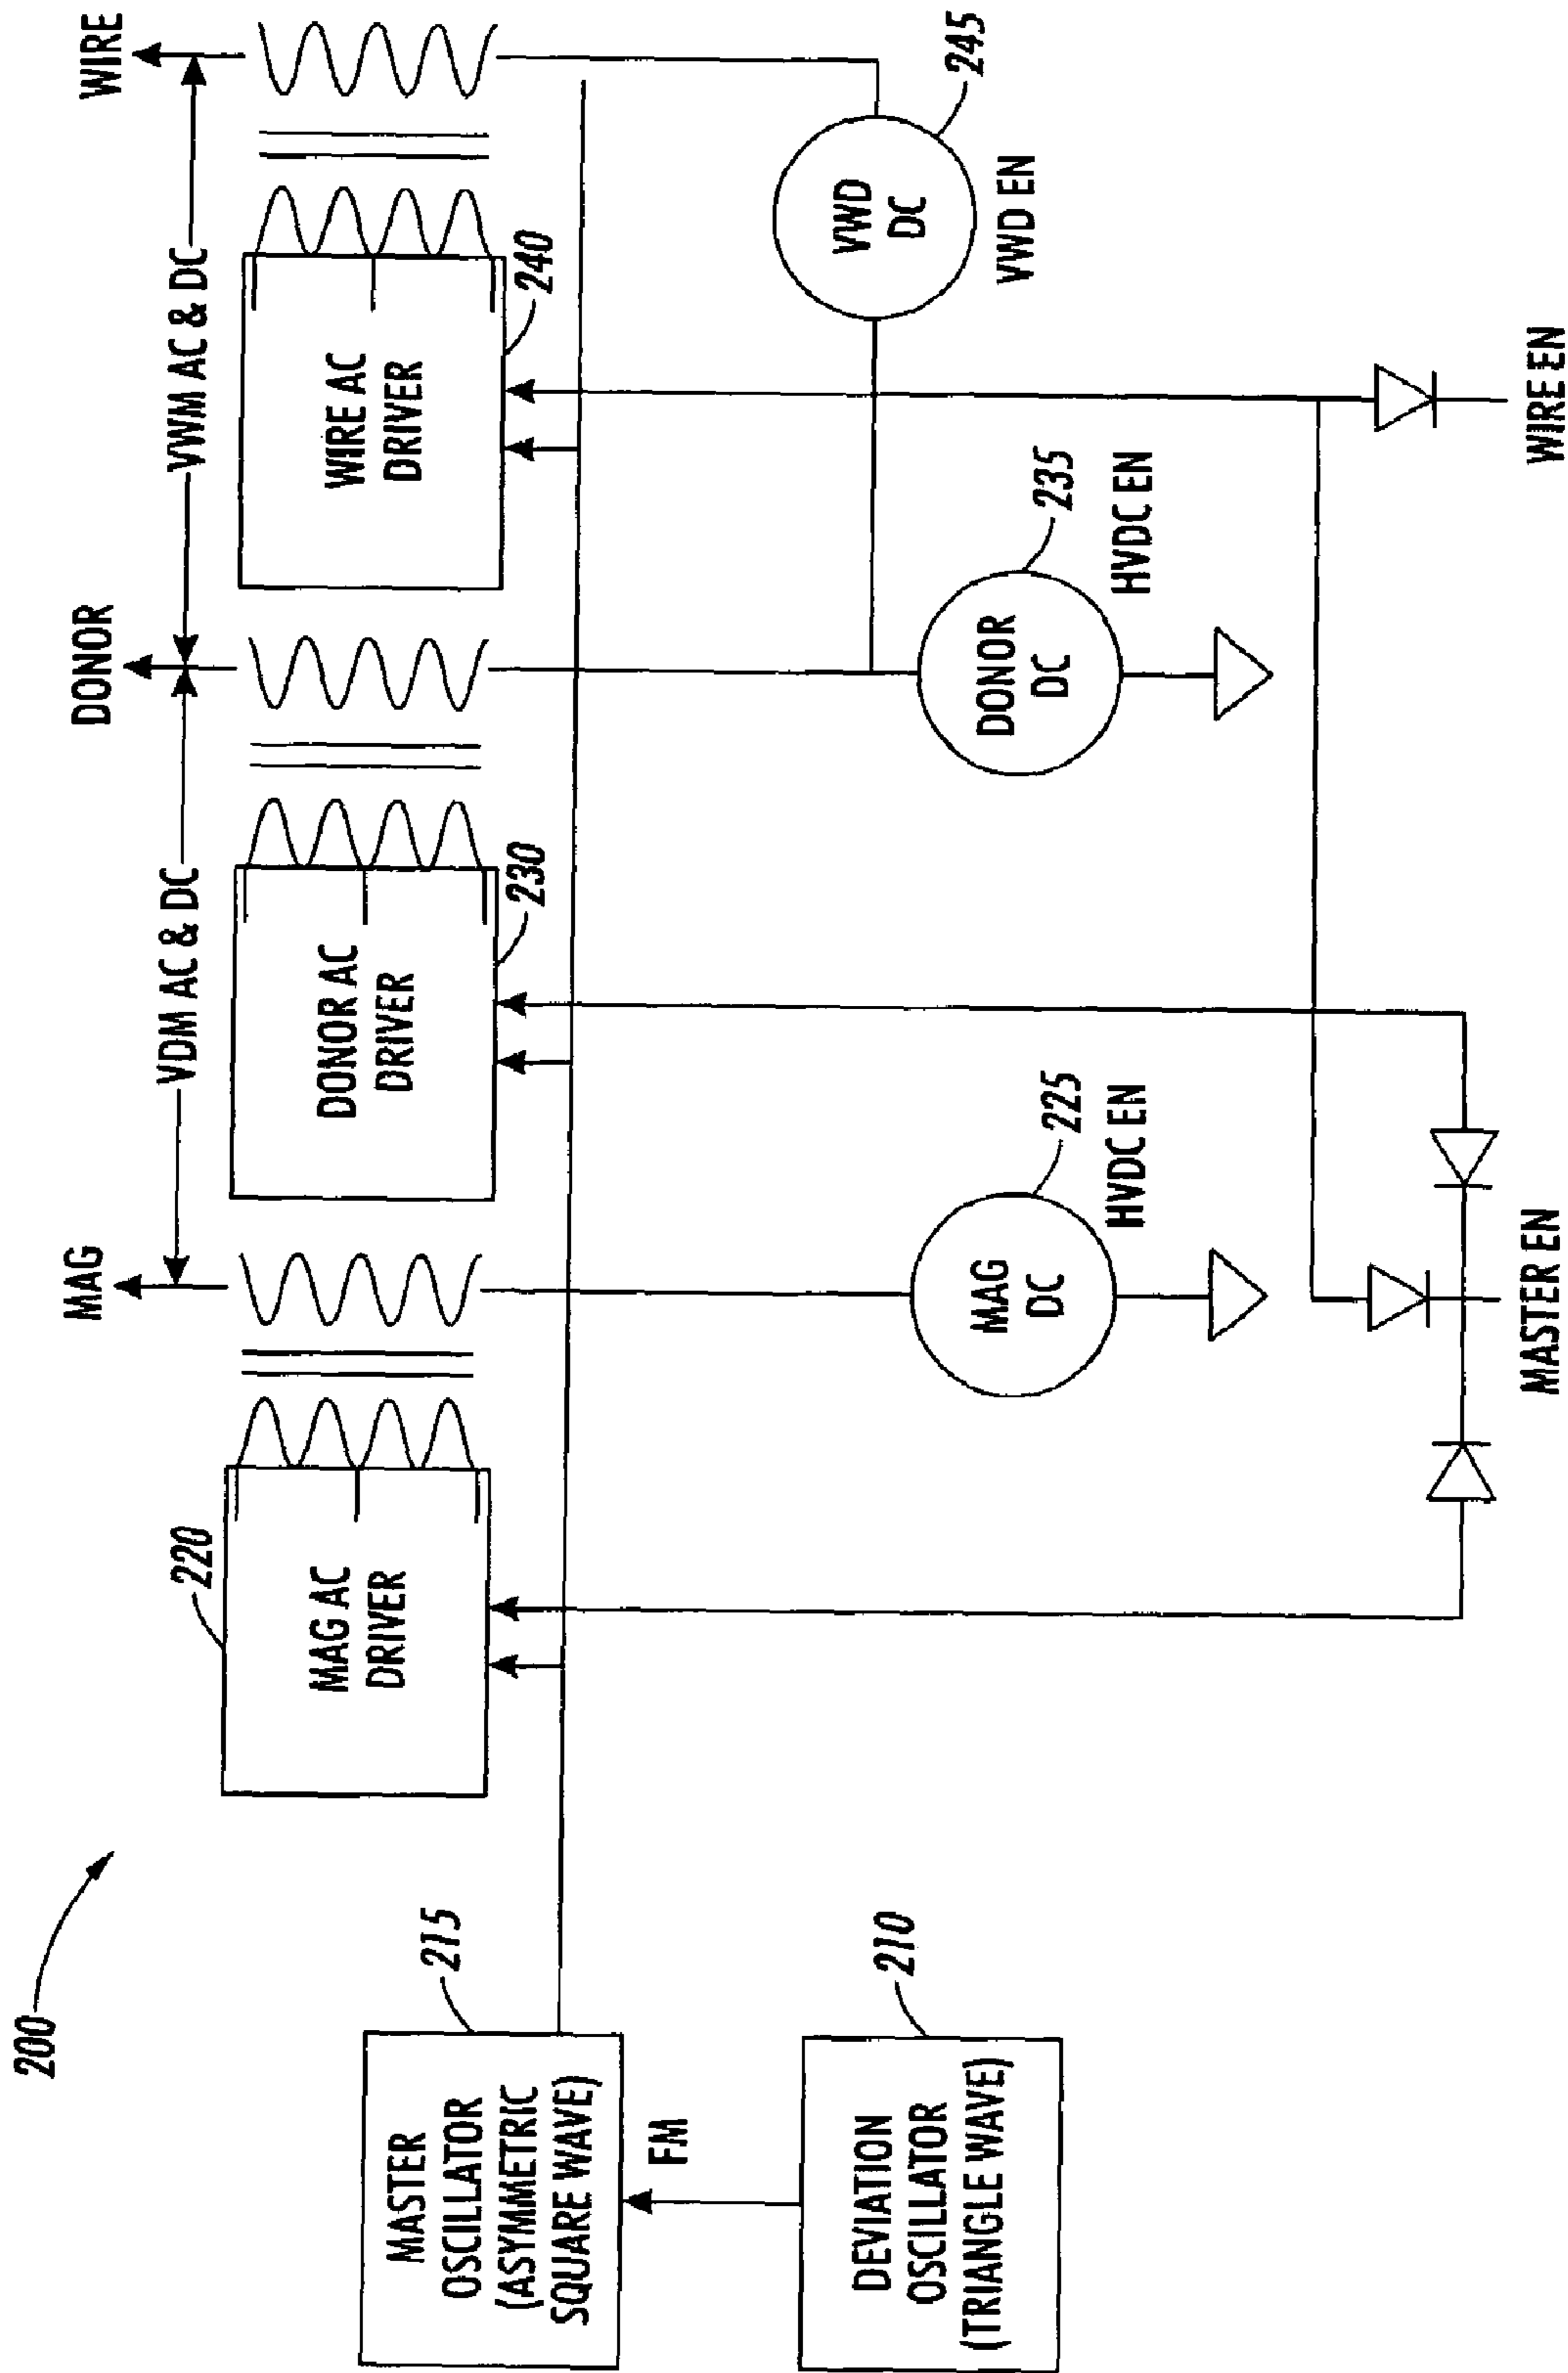 200
MASTER
OSCILLATOR
(ASYMMETRIC
SQUARE WAVE)
215
FM
DEVIATION
OSCILLATOR
(TRIANGLE WAVE)
210
MAG
VDM AC & DC
DONOR
VWM AC & DC
WIRE
220
MAG AC
DRIVER
DONOR AC
DRIVER
230
WIRE AC
DRIVER
240
MAG
DC
225
HVDC EN
DONOR
DC
235
HVDC EN
VWD
DC
245
VWD EN
MASTER EN
WIRE EN